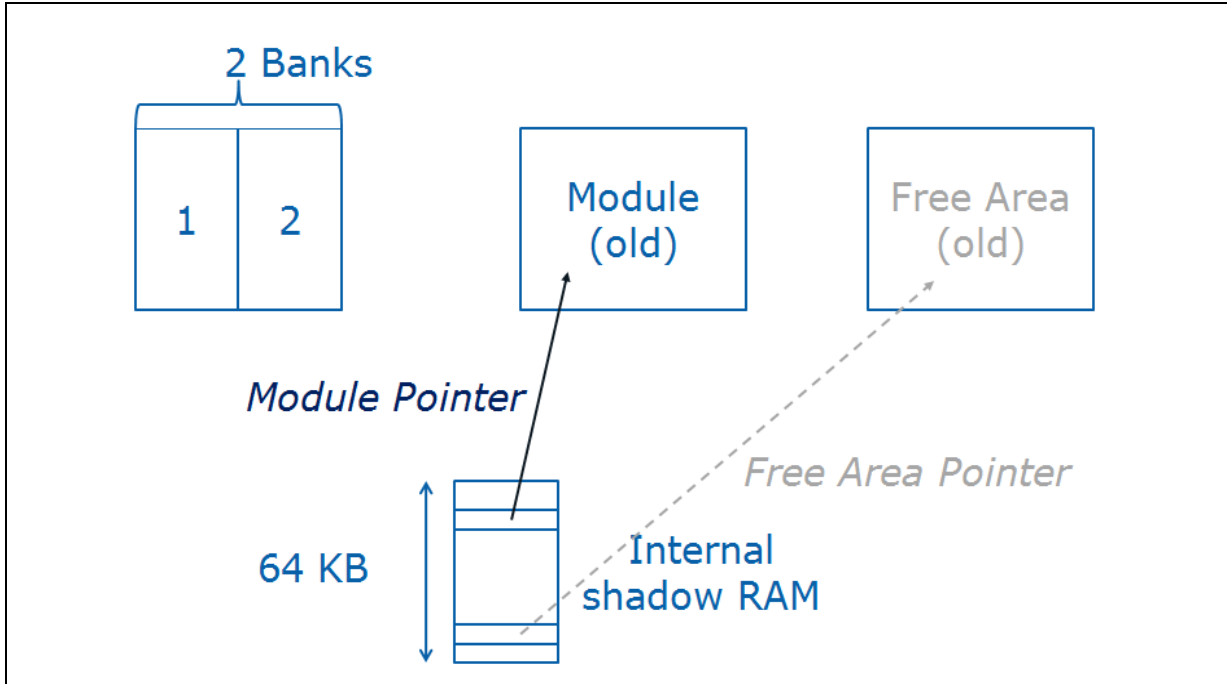 2 Banks
1
2
Module
(old)
Free Area
(old)
Module Pointer
Free Area Pointer
64 KB
Internal
shadow RAM